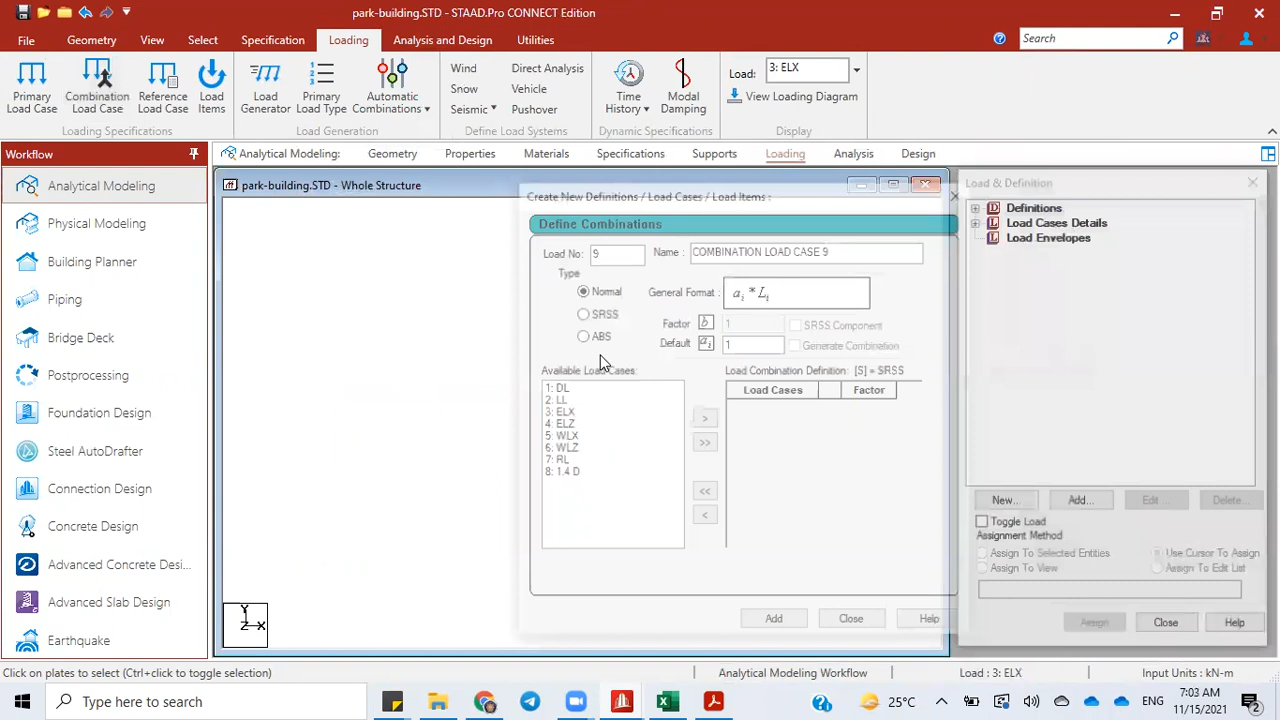 park-building.STD - STAAD.Pro CONNECT Edition
File Geometry View Select Specification Loading Analysis and Design Utilities Search
Primary Load Case
Combination Load Case
Reference Load Case
Load Items
Loading Specifications
Load Generator
Primary Load Type
Automatic Combinations
Load Generation
Wind
Snow
Seismic
Direct Analysis
Vehicle
Pushover
Define Load Systems
Time History
Modal Damping
Dynamic Specifications
Load: 3: ELX
View Loading Diagram
Display
Workflow
Analytical Modeling: Geometry Properties Materials Specifications Supports Loading Analysis Design
Analytical Modeling
Physical Modeling
Building Planner
Piping
Bridge Deck
Postprocessing
Foundation Design
Steel AutoDrafter
Connection Design
Concrete Design
Advanced Concrete Desi...
Advanced Slab Design
Earthquake
park-building.STD - Whole Structure
Y
Z X
Create New Definitions / Load Cases / Load Items :
Define Combinations
Load No: 9 Name : COMBINATION LOAD CASE 9
Type
Normal
SRSS
ABS
General Format : ai * Li
Factor b 1 SRSS Component
Default ai 1 Generate Combination
Available Load Cases:
1: DL
2: LL
3: ELX
4: ELZ
5: WLX
6: WLZ
7: RL
8: 1.4 D
>
>>
<<
<
Load Combination Definition: [S] = SRSS
Load Cases Factor
Add Close Help
Load & Definition
Definitions
Load Cases Details
Load Envelopes
New... Add... Edit... Delete...
Toggle Load
Assignment Method
Assign To Selected Entities Use Cursor To Assign
Assign To View Assign To Edit List
Assign Close Help
Click on plates to select (Ctrl+click to toggle selection) Analytical Modeling Workflow Load : 3: ELX Input Units : kN-m
Type here to search 25°C ENG 7:03 AM
11/15/2021
2